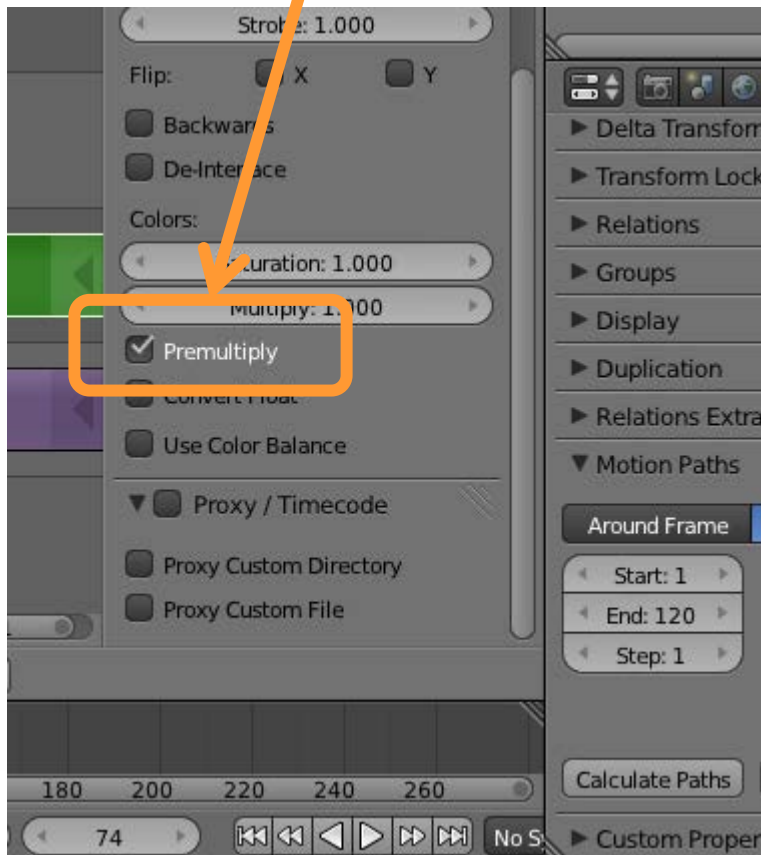 Strobe: 1.000
Flip: X Y
Backwards
De-Interlace
Colors:
Saturation: 1.000
Multiply: 1.000
Premultiply
Convert Float
Use Color Balance
Proxy / Timecode
Proxy Custom Directory
Proxy Custom File
180 200 220 240 260
74
No Sy
Delta Transform
Transform Lock
Relations
Groups
Display
Duplication
Relations Extra
Motion Paths
Around Frame
Start: 1
End: 120
Step: 1
Calculate Paths
Custom Proper